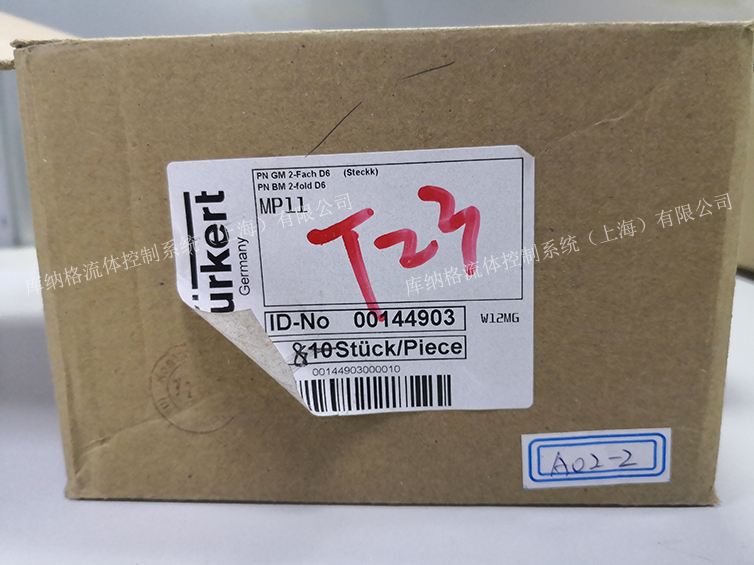 PN GM 2-Fach D6 (Steckk)
PN BM 2-fold D6
MP11
T23
ürkert
Germany
ID-No 00144903
W12MG
8 10 Stück/Piece
00144903000010
A02-2
库纳格流体控制系统（上海）有限公司
库纳格流体控制系统（上海）有限公司